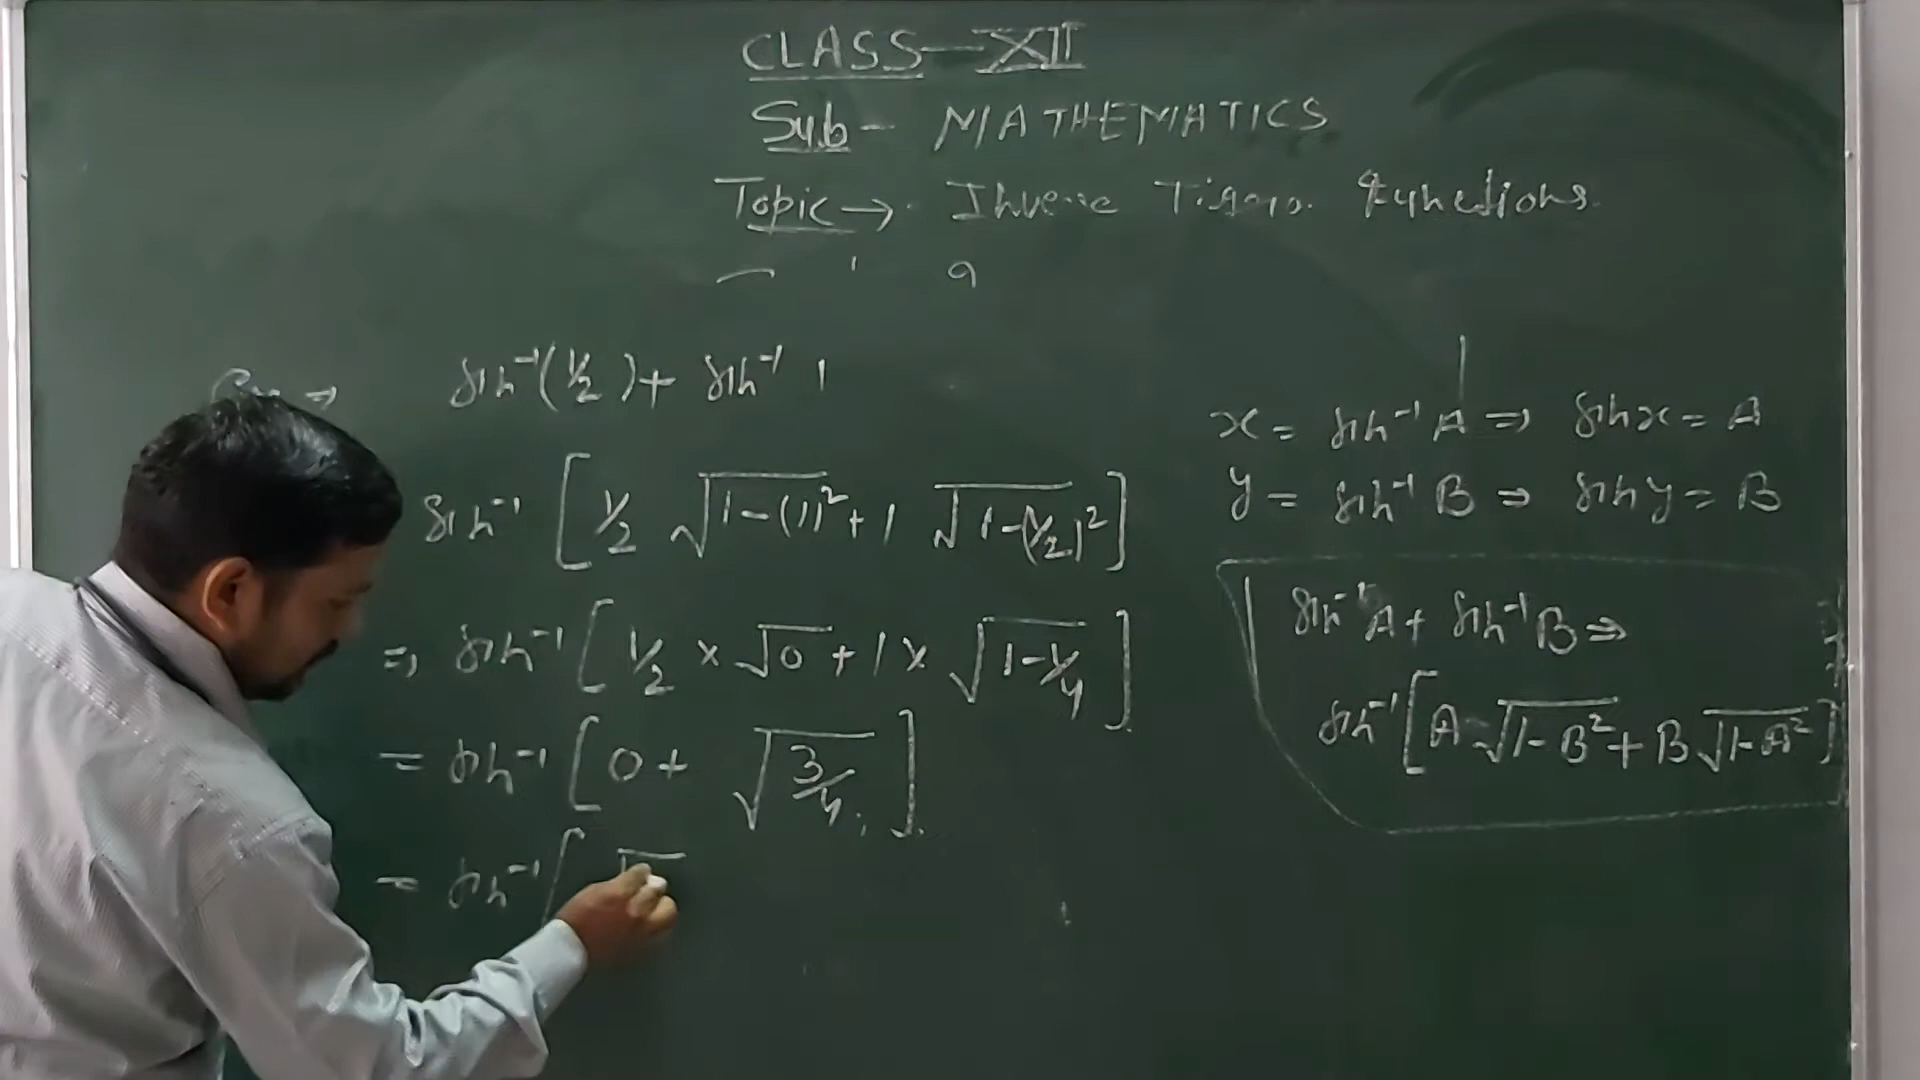 CLASS—XII
Sub - MATHEMATICS
Topic → Inverse Trigno. functions.
sin⁻¹(1/2) + sin⁻¹ 1
sin⁻¹ [1/2 √(1-(1)² + 1 √(1-(1/2)²]
⇒ sin⁻¹ [1/2 × √0 + 1 × √(1-1/4)]
= sin⁻¹ [0 + √(3/4)]
= sin⁻¹ [
x = sin⁻¹ A ⇒ sin x = A
y = sin⁻¹ B ⇒ sin y = B
sin⁻¹A + sin⁻¹B ⇒
sin⁻¹[A √(1-B²) + B √(1-A²)]